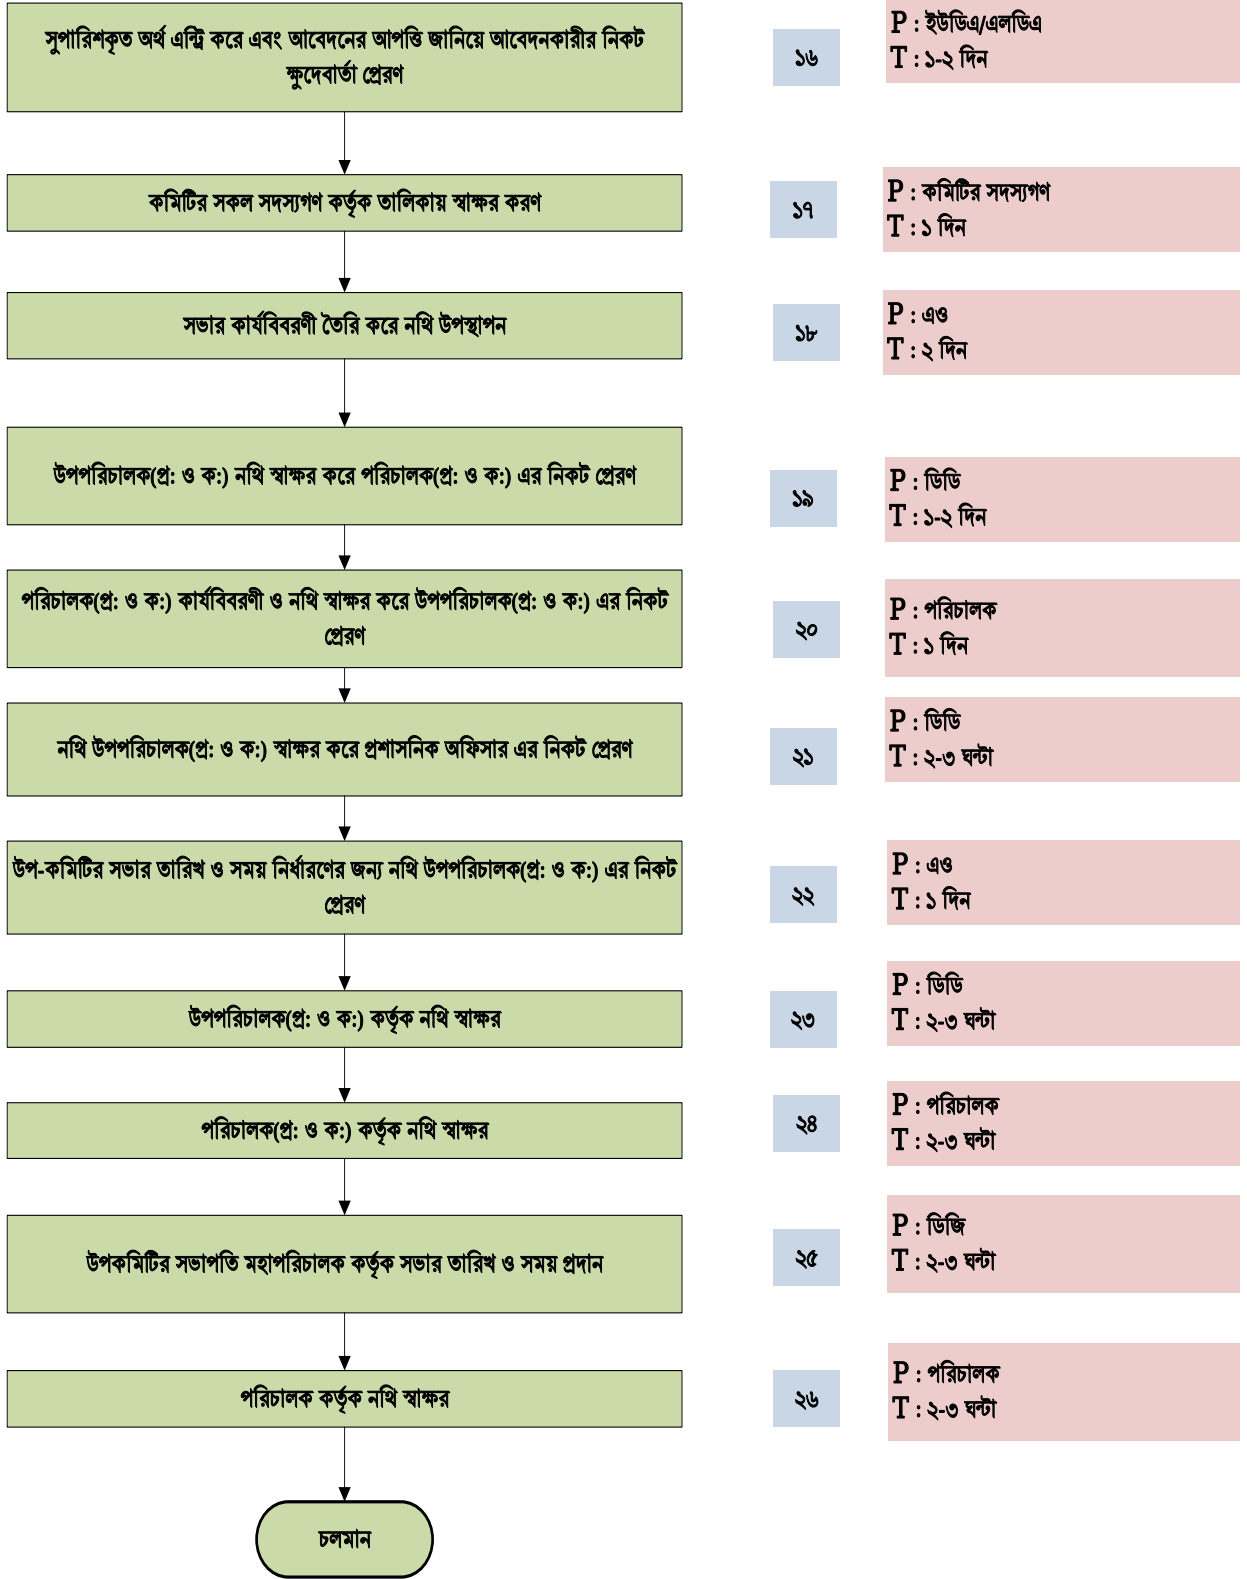 সুপারিশকৃত অর্থ এন্ট্রি করে এবং আবেদনের আপত্তি জানিয়ে আবেদনকারীর নিকট
ক্ষুদেবার্তা প্রেরণ
১৬
P : ইউডিএ/এলডিএ
T : ১-২ দিন
কমিটির সকল সদস্যগণ কর্তৃক তালিকায় স্বাক্ষর করণ
১৭
P : কমিটির সদস্যগণ
T : ১ দিন
সভার কার্যবিবরণী তৈরি করে নথি উপস্থাপন
১৮
P : এও
T : ২ দিন
উপপরিচালক(প্র: ও ক:) নথি স্বাক্ষর করে পরিচালক(প্র: ও ক:) এর নিকট প্রেরণ
১৯
P : ডিডি
T : ১-২ দিন
পরিচালক(প্র: ও ক:) কার্যবিবরণী ও নথি স্বাক্ষর করে উপপরিচালক(প্র: ও ক:) এর নিকট
প্রেরণ
২০
P : পরিচালক
T : ১ দিন
নথি উপপরিচালক(প্র: ও ক:) স্বাক্ষর করে প্রশাসনিক অফিসার এর নিকট প্রেরণ
২১
P : ডিডি
T : ২-৩ ঘন্টা
উপ-কমিটির সভার তারিখ ও সময় নির্ধারণের জন্য নথি উপপরিচালক(প্র: ও ক:) এর নিকট
প্রেরণ
২২
P : এও
T : ১ দিন
উপপরিচালক(প্র: ও ক:) কর্তৃক নথি স্বাক্ষর
২৩
P : ডিডি
T : ২-৩ ঘন্টা
পরিচালক(প্র: ও ক:) কর্তৃক নথি স্বাক্ষর
২৪
P : পরিচালক
T : ২-৩ ঘন্টা
উপকমিটির সভাপতি মহাপরিচালক কর্তৃক সভার তারিখ ও সময় প্রদান
২৫
P : ডিজি
T : ২-৩ ঘন্টা
পরিচালক কর্তৃক নথি স্বাক্ষর
২৬
P : পরিচালক
T : ২-৩ ঘন্টা
চলমান